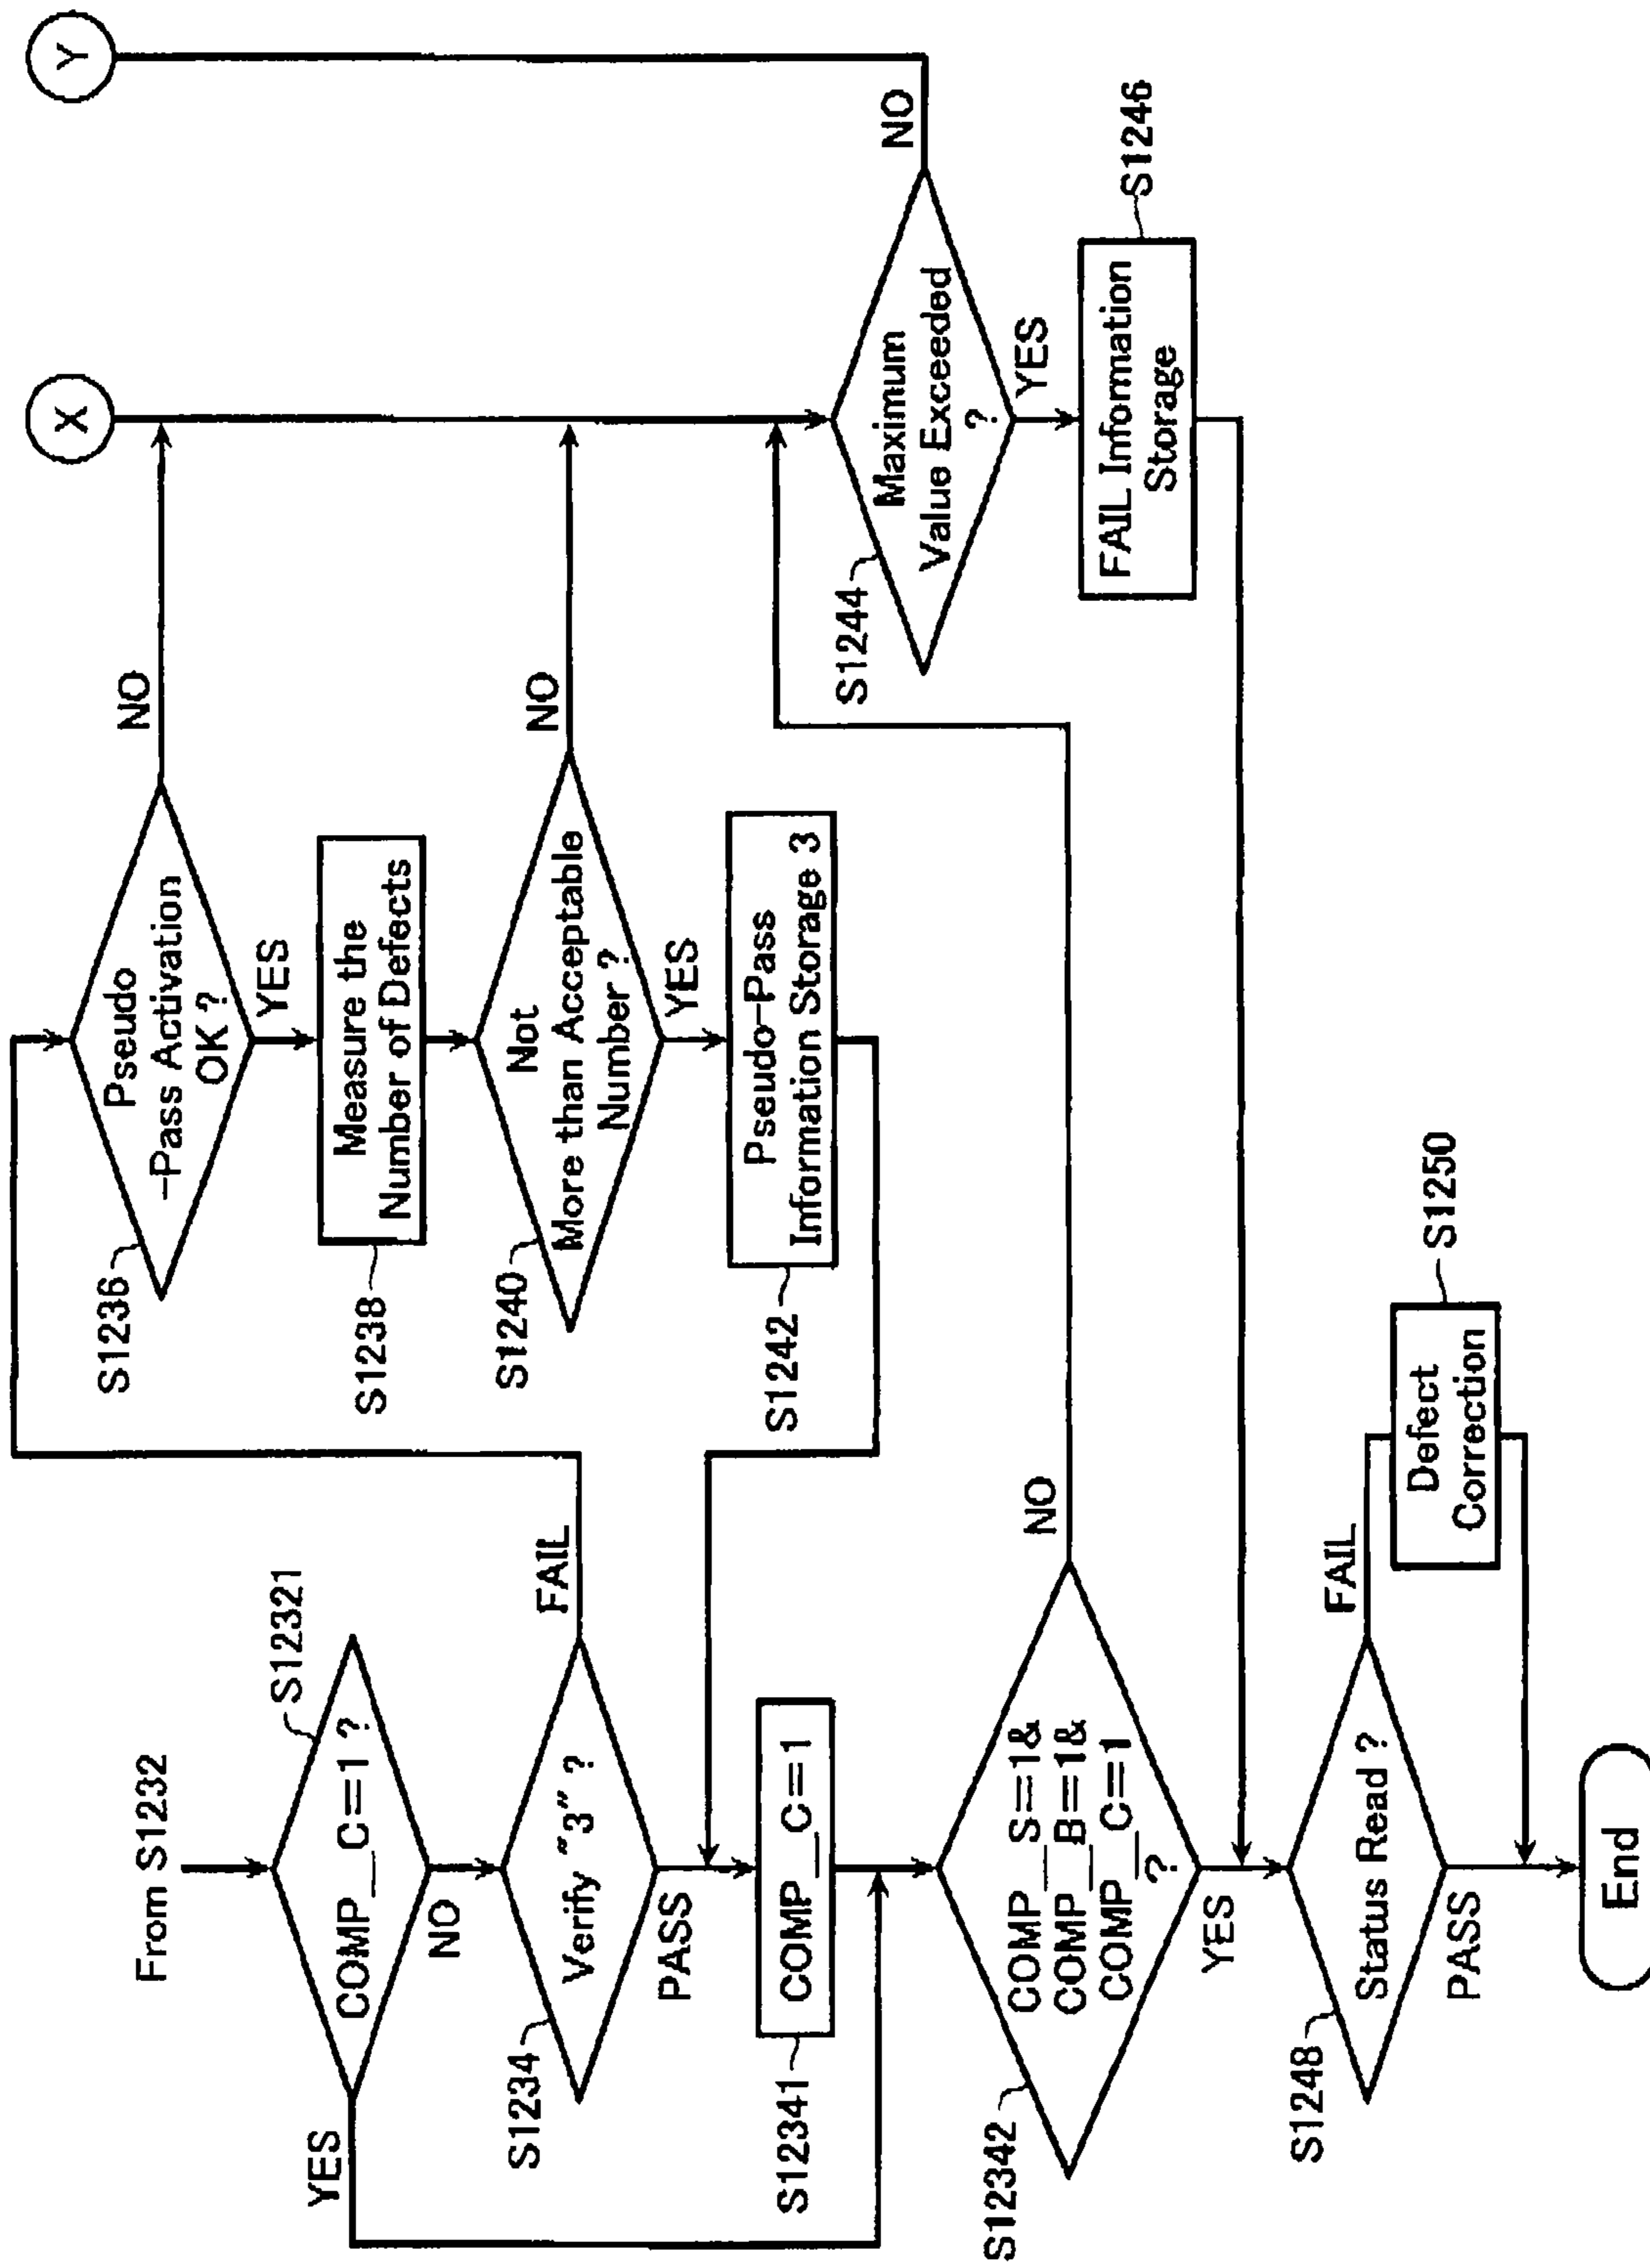 From S1232
COMP_C=1 ?
S12321
YES
NO
Verify "3" ?
S1234
FAIL
PASS
COMP_C=1
S12341
COMP_S=1&
COMP_B=1&
COMP_C=1
?
S12342
NO
YES
Status Read ?
S1248
FAIL
PASS
Defect
Correction
S1250
End
Pseudo
-Pass Activation
OK ?
S1236
NO
YES
Measure the
Number of Defects
S1238
Not
More than Acceptable
Number ?
S1240
NO
YES
Pseudo-Pass
Information Storage 3
S1242
X
Y
Maximum
Value Exceeded
?
S1244
NO
YES
FAIL Information
Storage
S1246